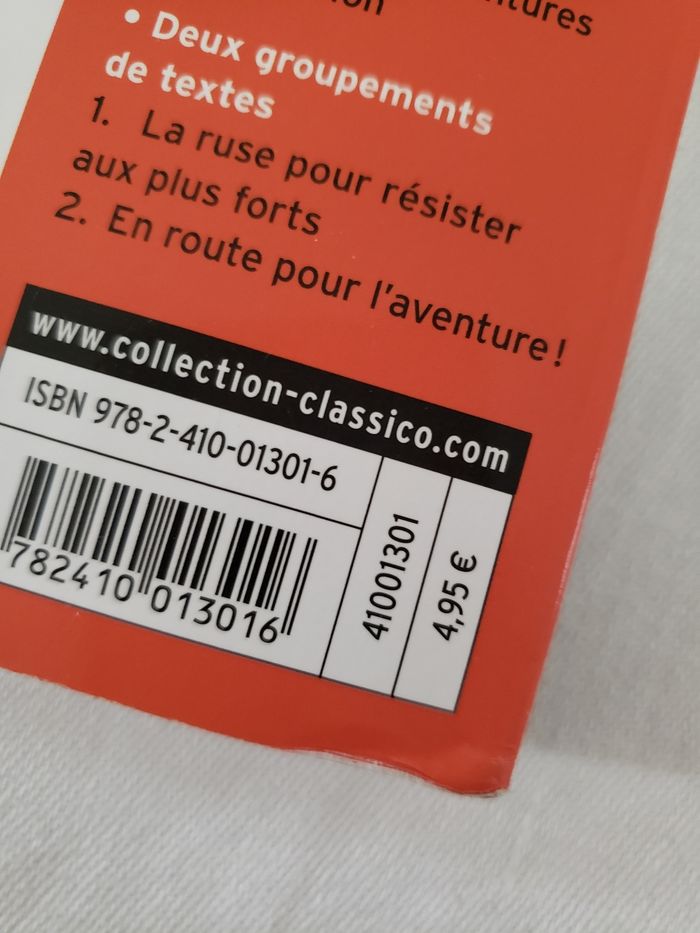 • Deux groupements
de textes
1. La ruse pour résister
aux plus forts
2. En route pour l'aventure !
www.collection-classico.com
ISBN 978-2-410-01301-6
782410 013016
41001301
4,95 €